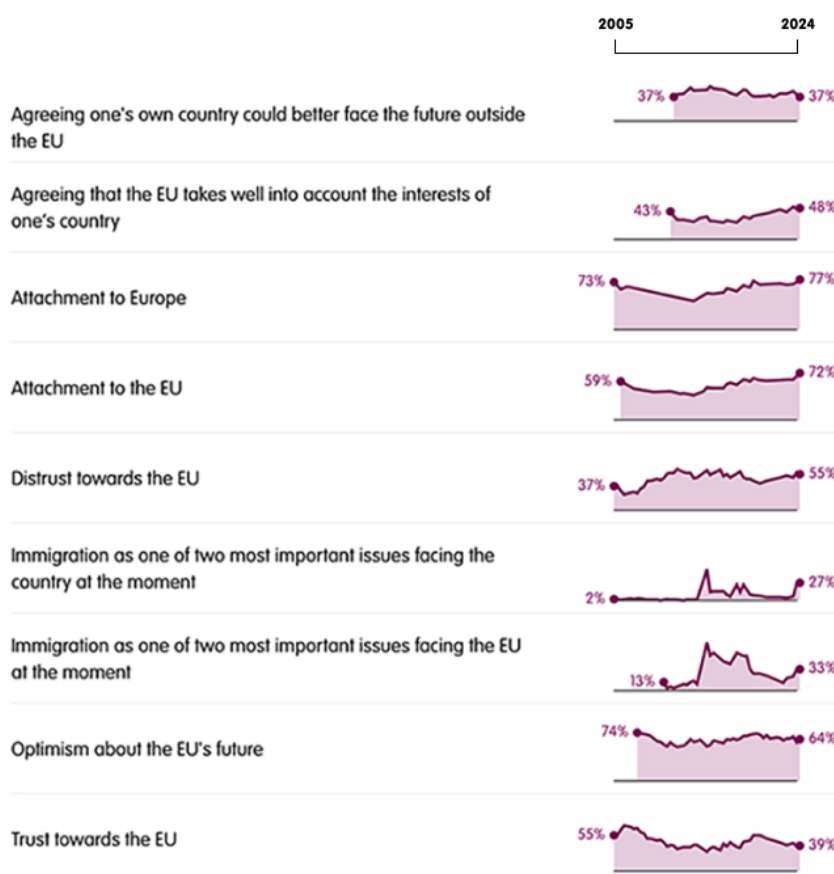 2005 2024
37% 37%
Agreeing one's own country could better face the future outside
the EU
Agreeing that the EU takes well into account the interests of
one's country
43% 48%
Attachment to Europe
73% 77%
Attachment to the EU
59% 72%
Distrust towards the EU
37% 55%
Immigration as one of two most important issues facing the
country at the moment
2% 27%
Immigration as one of two most important issues facing the EU
at the moment
13% 33%
Optimism about the EU's future
74% 64%
Trust towards the EU
55% 39%